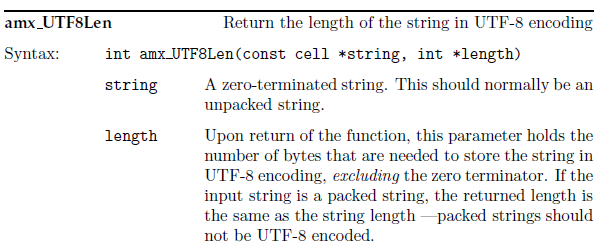 amx_UTF8Len Return the length of the string in UTF-8 encoding
Syntax: int amx_UTF8Len(const cell *string, int *length)
string A zero-terminated string. This should normally be an
unpacked string.
length Upon return of the function, this parameter holds the
number of bytes that are needed to store the string in
UTF-8 encoding, excluding the zero terminator. If the
input string is a packed string, the returned length is
the same as the string length —packed strings should
not be UTF-8 encoded.